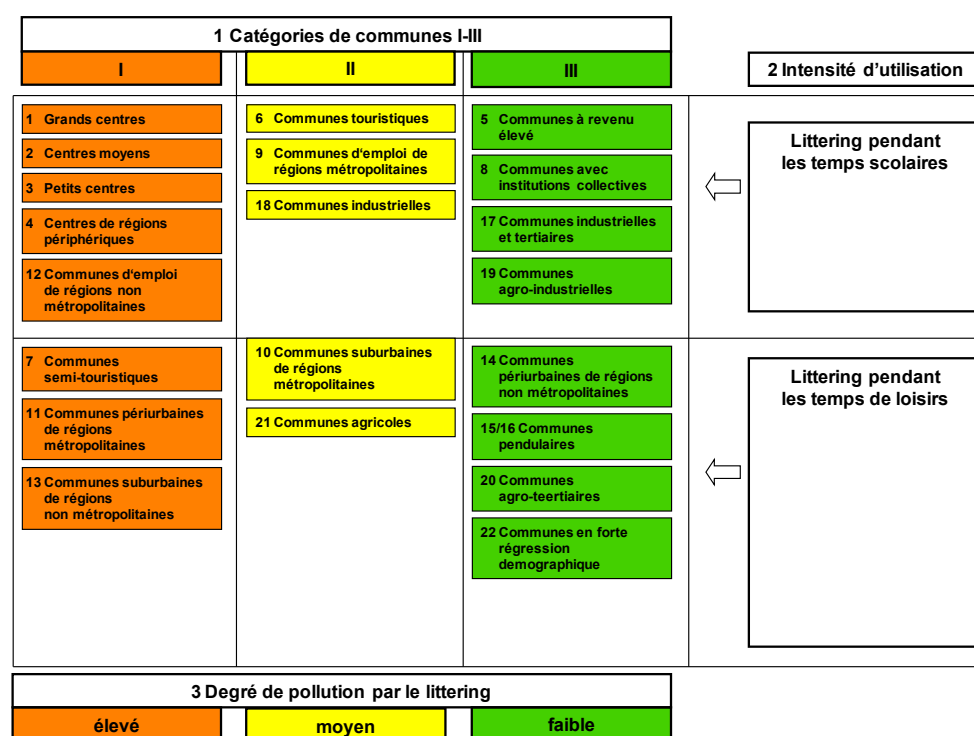 1 Catégories de communes I-III
I
II
III
2 Intensité d'utilisation
1 Grands centres
2 Centres moyens
3 Petits centres
4 Centres de régions
périphériques
12 Communes d'emploi
de régions non
métropolitaines
6 Communes touristiques
9 Communes d'emploi de
régions métropolitaines
18 Communes industrielles
5 Communes à revenu
élevé
8 Communes avec
institutions collectives
17 Communes industrielles
et tertiaires
19 Communes
agro-industrielles
Littering pendant
les temps scolaires
7 Communes
semi-touristiques
11 Communes périurbaines
de régions
métropolitaines
13 Communes suburbaines
de régions
non métropolitaines
10 Communes suburbaines
de régions
métropolitaines
21 Communes agricoles
14 Communes
périurbaines de régions
non métropolitaines
15/16 Communes
pendulaires
20 Communes
agro-teertiaires
22 Communes en forte
régression
demographique
Littering pendant
les temps de loisirs
3 Degré de pollution par le littering
élevé
moyen
faible